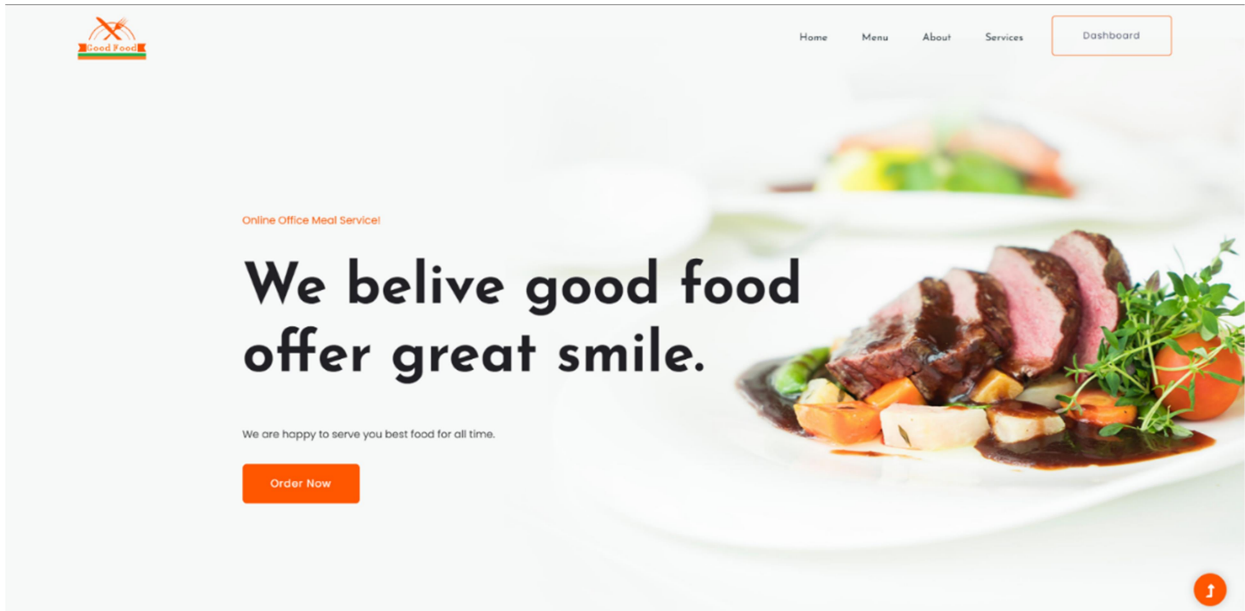 Good Food
Home Menu About Services Dashboard
Online Office Meal Service!
We belive good food
offer great smile.
We are happy to serve you best food for all time.
Order Now